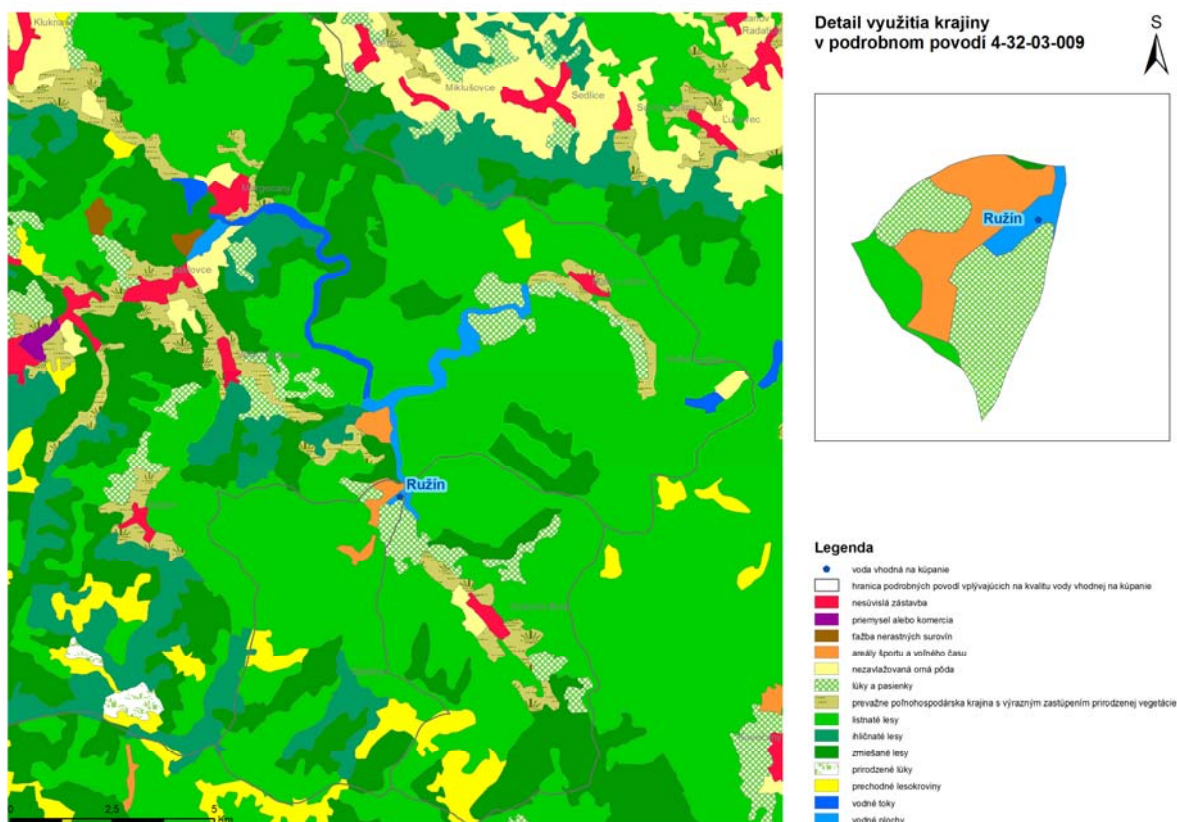 Klukna
Miklušovce
Sedlice
Margecany
Ružín
0 2,5 5
km
Detail využitia krajiny
v podrobnom povodí 4-32-03-009
S
Ružín
Legenda
voda vhodná na kúpanie
hranica podrobných povodí vplývajúcich na kvalitu vody vhodnej na kúpanie
nesúvislá zástavba
priemysel alebo komercia
ťažba nerastných surovín
areály športu a voľného času
nezavlažovaná orná pôda
lúky a pasienky
prevažne poľnohospodárska krajina s výrazným zastúpením prirodzenej vegetácie
listnaté lesy
ihličnaté lesy
zmiešané lesy
prirodzené lúky
prechodné lesokroviny
vodné toky
vodné plochy